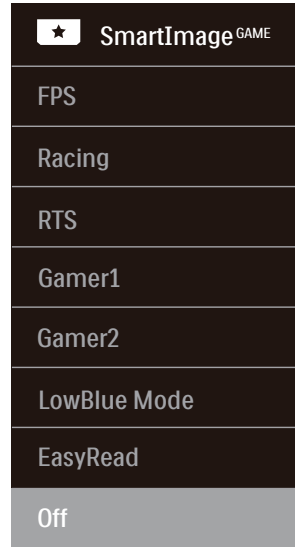 SmartImage GAME
FPS
Racing
RTS
Gamer1
Gamer2
LowBlue Mode
EasyRead
Off